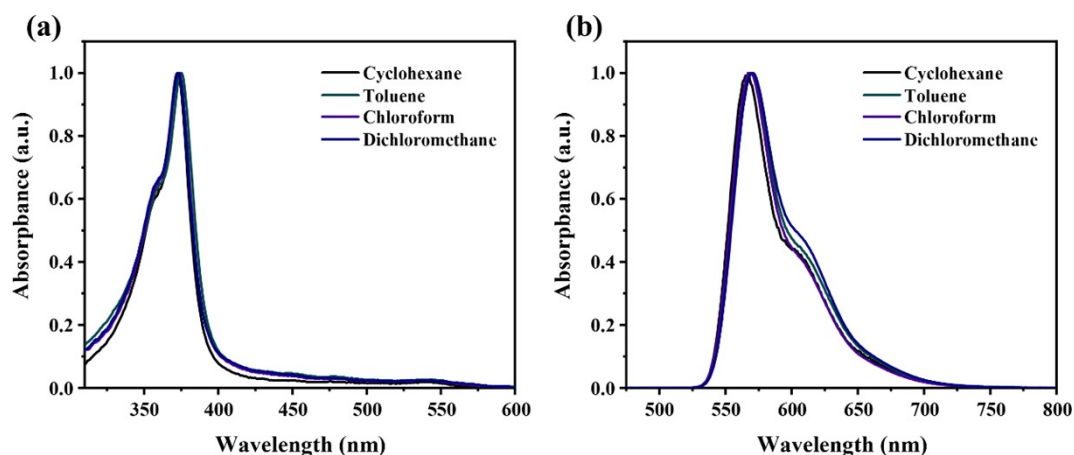 (a)
1.0
0.8
0.6
0.4
0.2
0.0
Absorpbance (a.u.)
Cyclohexane
Toluene
Chloroform
Dichloromethane
350
400
450
500
550
600
Wavelength (nm)
(b)
1.0
0.8
0.6
0.4
0.2
0.0
Absorpbance (a.u.)
Cyclohexane
Toluene
Chloroform
Dichloromethane
500
550
600
650
700
750
800
Wavelength (nm)